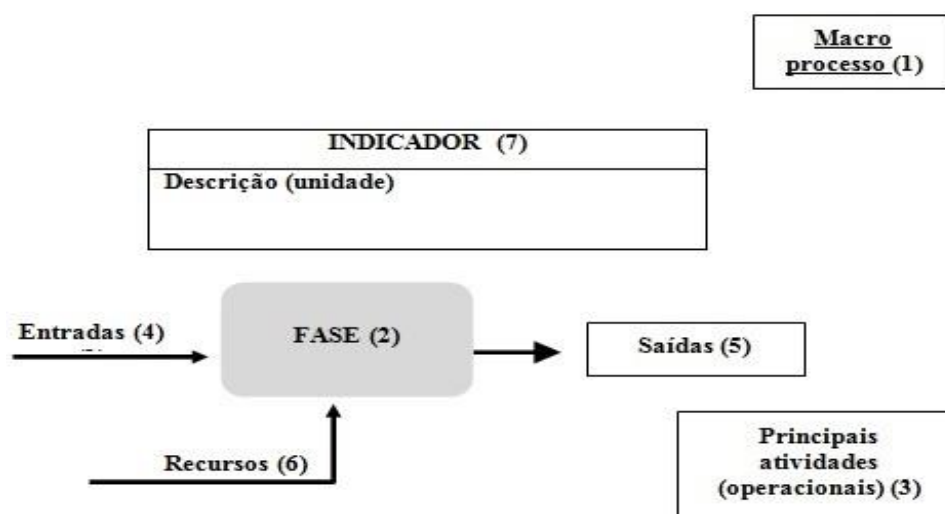 Macro
processo (1)
INDICADOR (7)
Descrição (unidade)
Entradas (4)
FASE (2)
Saídas (5)
Recursos (6)
Principais
atividades
(operacionais) (3)